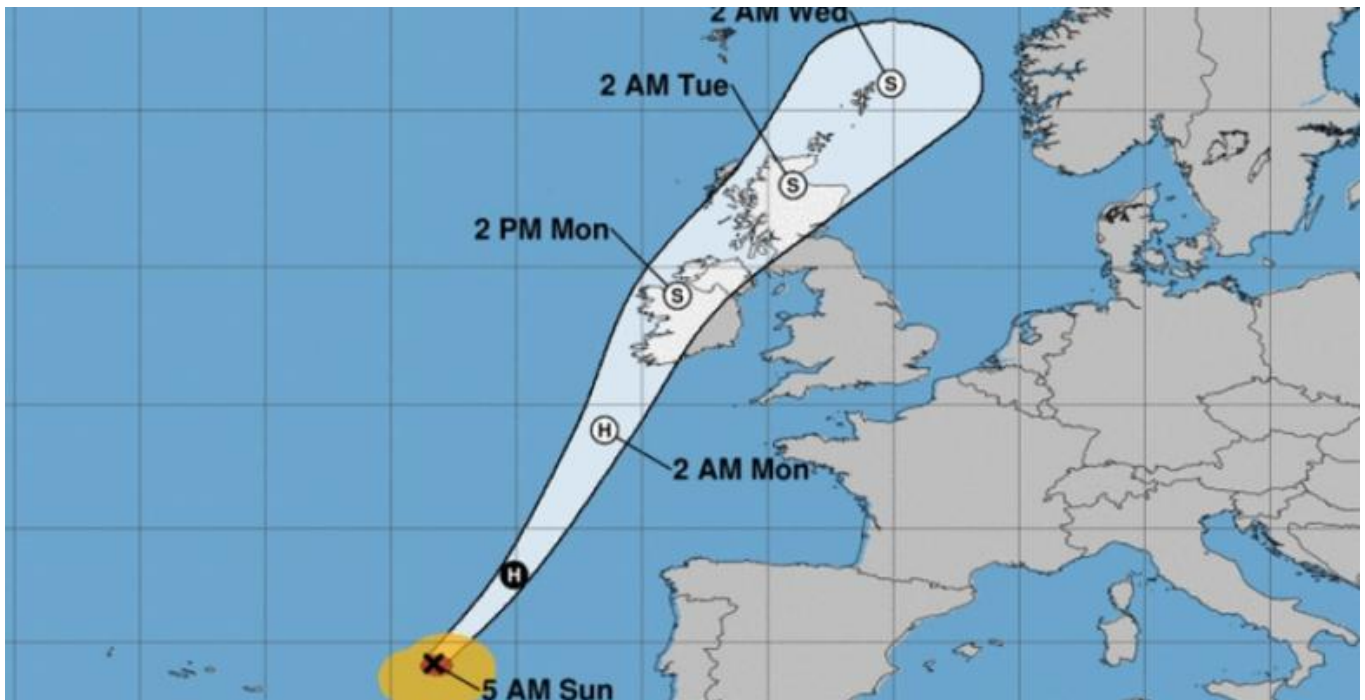 2 AM Wed
S
2 AM Tue
S
2 PM Mon
S
H
2 AM Mon
H
5 AM Sun